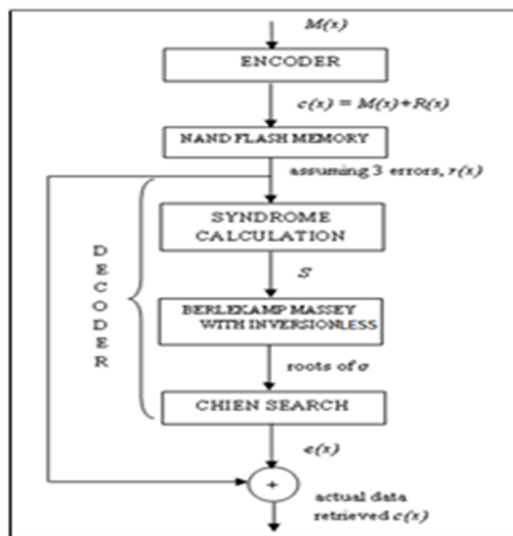 M(x)
ENCODER
c(x) = M(x)+R(x)
NAND FLASH MEMORY
assuming 3 errors, r(x)
SYNDROME
CALCULATION
S
BERLEKAMP MASSEY
WITH INVERSIONLESS
roots of σ
CHIEN SEARCH
e(x)
+
actual data
retrieved c(x)
DECODER